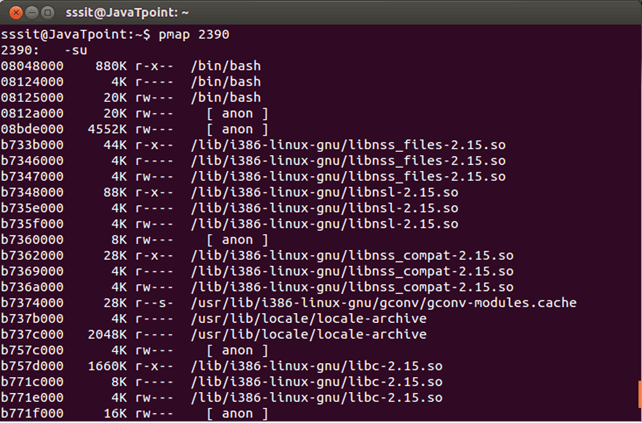 sssit@JavaTpoint: ~
sssit@JavaTpoint:~$ pmap 2390
2390:   -su
08048000    880K r-x--  /bin/bash
08124000      4K r----  /bin/bash
08125000     20K rw---  /bin/bash
0812a000     20K rw---    [ anon ]
08bde000   4552K rw---    [ anon ]
b733b000     44K r-x--  /lib/i386-linux-gnu/libnss_files-2.15.so
b7346000      4K r----  /lib/i386-linux-gnu/libnss_files-2.15.so
b7347000      4K rw---  /lib/i386-linux-gnu/libnss_files-2.15.so
b7348000     88K r-x--  /lib/i386-linux-gnu/libnsl-2.15.so
b735e000      4K r----  /lib/i386-linux-gnu/libnsl-2.15.so
b735f000      4K rw---  /lib/i386-linux-gnu/libnsl-2.15.so
b7360000      8K rw---    [ anon ]
b7362000     28K r-x--  /lib/i386-linux-gnu/libnss_compat-2.15.so
b7369000      4K r----  /lib/i386-linux-gnu/libnss_compat-2.15.so
b736a000      4K rw---  /lib/i386-linux-gnu/libnss_compat-2.15.so
b7374000     28K r--s-  /usr/lib/i386-linux-gnu/gconv/gconv-modules.cache
b737b000      4K r----  /usr/lib/locale/locale-archive
b737c000   2048K r----  /usr/lib/locale/locale-archive
b757c000      4K rw---    [ anon ]
b757d000   1660K r-x--  /lib/i386-linux-gnu/libc-2.15.so
b771c000      8K r----  /lib/i386-linux-gnu/libc-2.15.so
b771e000      4K rw---  /lib/i386-linux-gnu/libc-2.15.so
b771f000     16K rw---    [ anon ]